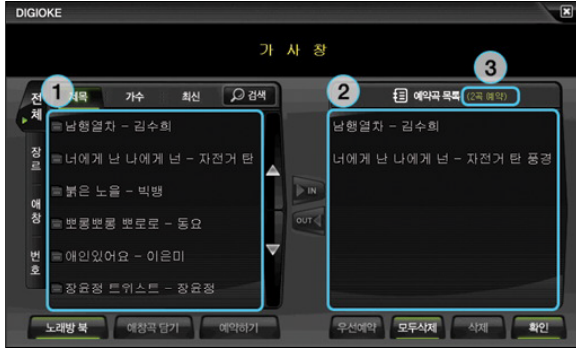 DIGIOKE
가 사 창
3
1
2
전체
제목
가수
최신
검색
예약곡 목록
(2곡 예약)
장르
애창
번호
남행열차 - 김수희
너에게 난 나에게 넌 - 자전거 탄
붉은 노을 - 빅뱅
뽀롱뽀롱 뽀로로 - 동요
애인있어요 - 이은미
장윤정 트위스트 - 장윤정
IN
OUT
남행열차 - 김수희
너에게 난 나에게 넌 - 자전거 탄 풍경
노래방 북
애창곡 담기
예약하기
우선예약
모두삭제
삭제
확인